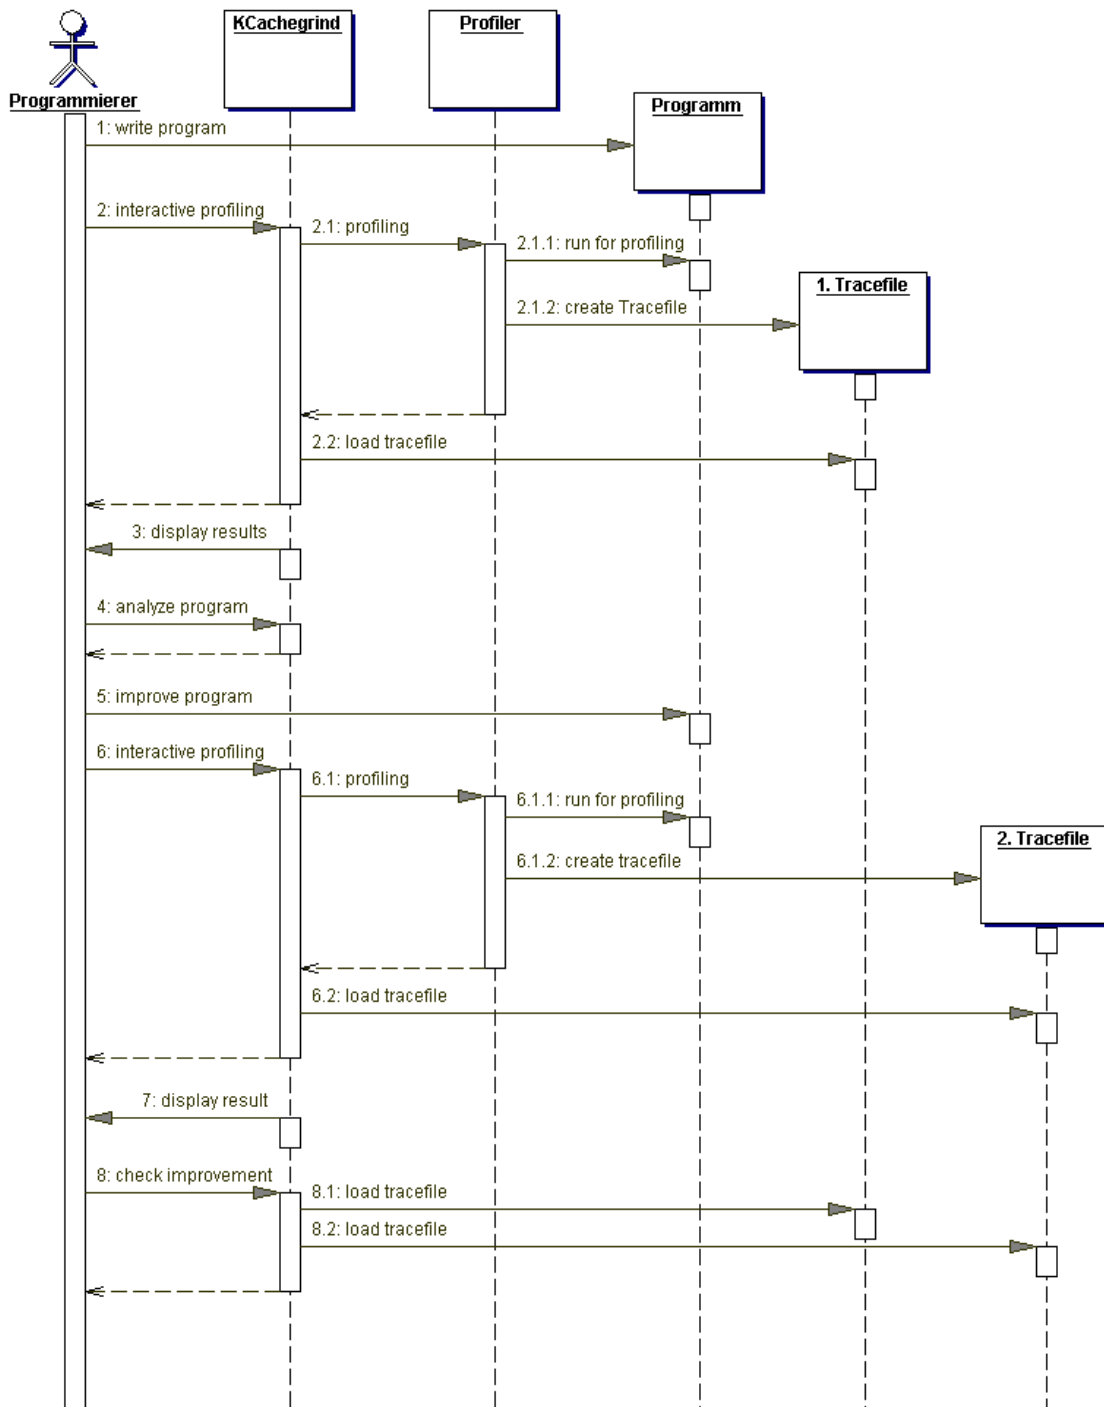 KCachegrind
Profiler
Programmierer
Programm
1: write program
2: interactive profiling
2.1: profiling
2.1.1: run for profiling
1. Tracefile
2.1.2: create Tracefile
2.2: load tracefile
3: display results
4: analyze program
5: improve program
6: interactive profiling
6.1: profiling
6.1.1: run for profiling
2. Tracefile
6.1.2: create tracefile
6.2: load tracefile
7: display result
8: check improvement
8.1: load tracefile
8.2: load tracefile